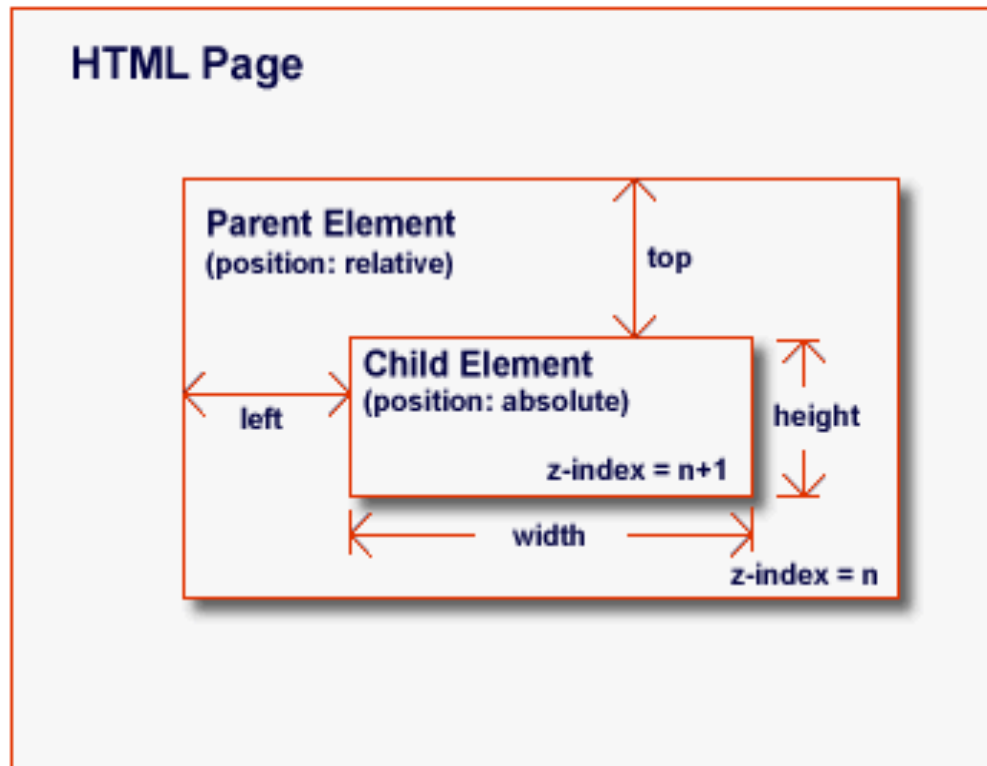 HTML Page
Parent Element
(position: relative)
top
Child Element
(position: absolute)
left
height
z-index = n+1
width
z-index = n